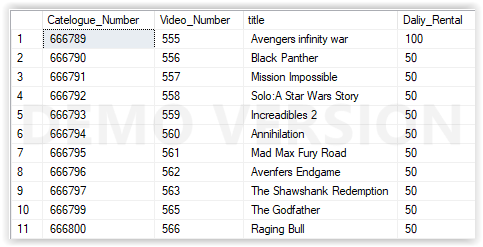 Catelogue_Number Video_Number title Daliy_Rental
1 666789 555 Avengers infinity war 100
2 666790 556 Black Panther 50
3 666791 557 Mission Impossible 50
4 666792 558 Solo:A Star Wars Story 50
5 666793 559 Increadibles 2 50
6 666794 560 Annihilation 50
7 666795 561 Mad Max Fury Road 50
8 666796 562 Avenfers Endgame 50
9 666797 563 The Shawshank Redemption 50
10 666799 565 The Godfather 50
11 666800 566 Raging Bull 50
DEMO VERSION